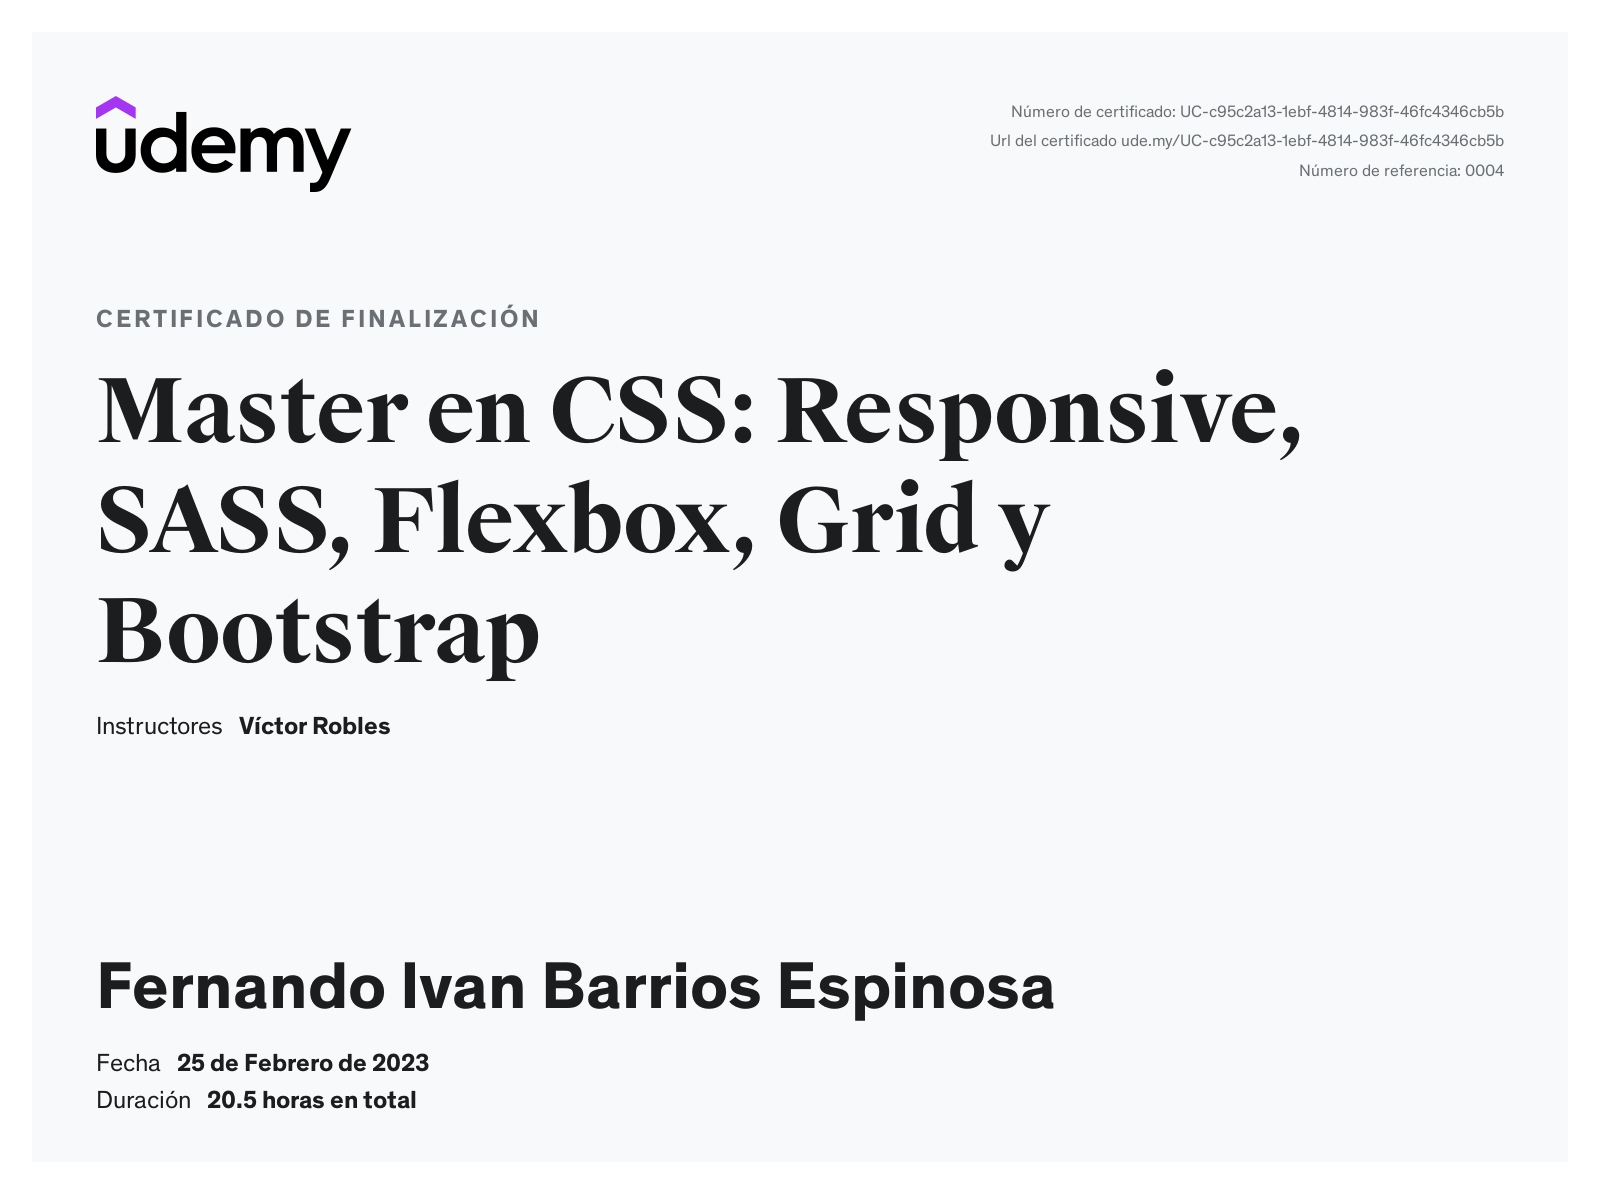 udemy
Número de certificado: UC-c95c2a13-1ebf-4814-983f-46fc4346cb5b
Url del certificado ude.my/UC-c95c2a13-1ebf-4814-983f-46fc4346cb5b
Número de referencia: 0004
CERTIFICADO DE FINALIZACIÓN
Master en CSS: Responsive,
SASS, Flexbox, Grid y
Bootstrap
Instructores Víctor Robles
Fernando Ivan Barrios Espinosa
Fecha 25 de Febrero de 2023
Duración 20.5 horas en total